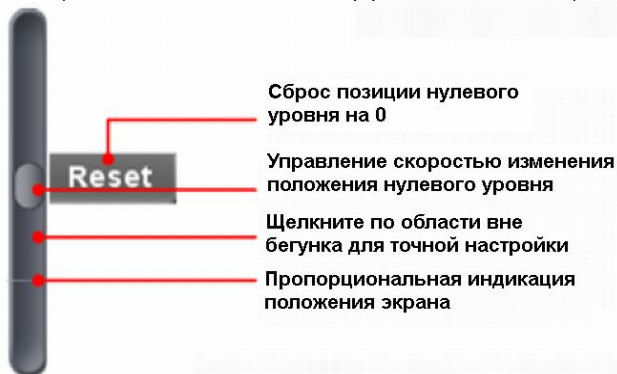 Сброс позиции нулевого
уровня на 0
Reset
Управление скоростью изменения
положения нулевого уровня
Щелкните по области вне
бегунка для точной настройки
Пропорциональная индикация
положения экрана